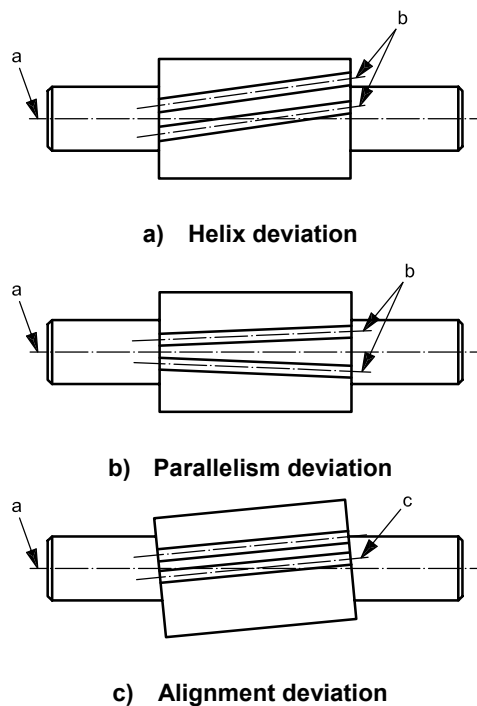 b
a
a) Helix deviation
b
a
b) Parallelism deviation
a
c
c) Alignment deviation